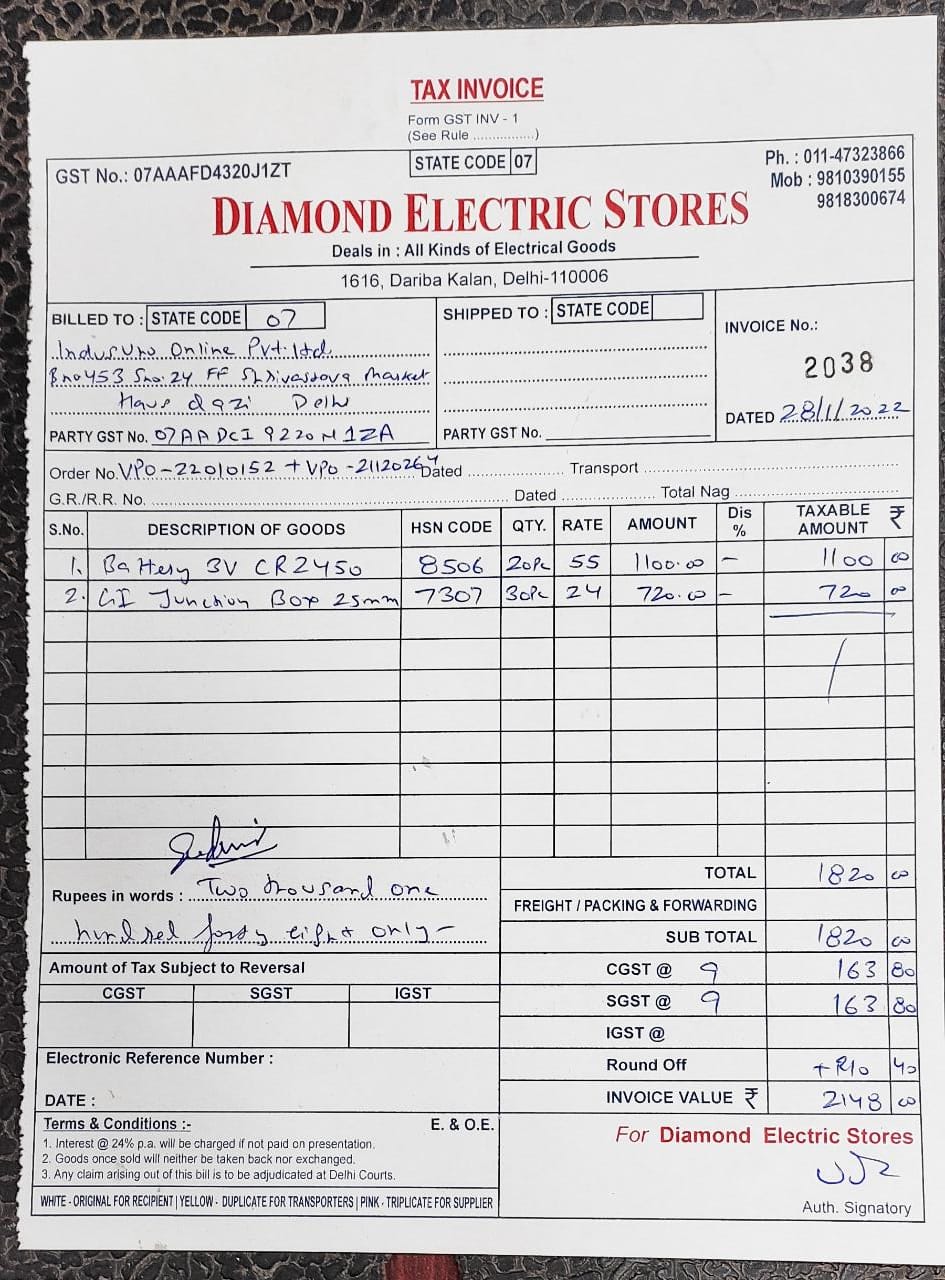 TAX INVOICE
Form GST INV - 1
(See Rule ................)
GST No.: 07AAAFD4320J1ZT
STATE CODE 07
Ph. : 011-47323866
Mob : 9810390155
9818300674
DIAMOND ELECTRIC STORES
Deals in : All Kinds of Electrical Goods
1616, Dariba Kalan, Delhi-110006
BILLED TO : STATE CODE 07
Indusuno Online Pvt. Ltd
Bno 453 Sno. 24 FF Shrivastava Market
Haus Qazi Delhi
PARTY GST No. 07AADCI9220M1ZA
SHIPPED TO : STATE CODE
PARTY GST No.
INVOICE No.:
2038
DATED 28/1/2022
Order No. VPO-22010152 + VPO-21120264 Dated Transport
G.R./R.R. No. Dated Total Nag
S.No. DESCRIPTION OF GOODS HSN CODE QTY. RATE AMOUNT Dis % TAXABLE AMOUNT ₹
1. Battery 3V CR2450 8506 20Pc 55 1100.00 - 1100 00
2. GI Junction Box 25mm 7307 30Pc 24 720.00 - 720 00
TOTAL 1820 00
Rupees in words : Two thousand one
hundred forty eight only -
FREIGHT / PACKING & FORWARDING
SUB TOTAL 1820 00
Amount of Tax Subject to Reversal
CGST SGST IGST
CGST @ 9 163 80
SGST @ 9 163 80
IGST @
Electronic Reference Number :
Round Off + R/o 40
DATE :
INVOICE VALUE ₹ 2148 00
Terms & Conditions :- E. & O.E.
1. Interest @ 24% p.a. will be charged if not paid on presentation.
2. Goods once sold will neither be taken back nor exchanged.
3. Any claim arising out of this bill is to be adjudicated at Delhi Courts.
WHITE - ORIGINAL FOR RECIPIENT | YELLOW - DUPLICATE FOR TRANSPORTERS | PINK - TRIPLICATE FOR SUPPLIER
For Diamond Electric Stores
Auth. Signatory